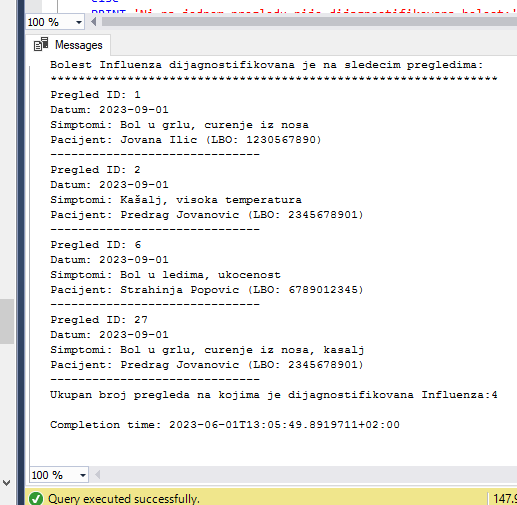 else
PRINT 'Ni na jednom pregledu nije dijagnostifikovana bolest:'
100 %
Messages
Bolest Influenza dijagnostifikovana je na sledecim pregledima:
*****************************************************************
Pregled ID: 1
Datum: 2023-09-01
Simptomi: Bol u grlu, curenje iz nosa
Pacijent: Jovana Ilic (LBO: 1230567890)
------------------------------
Pregled ID: 2
Datum: 2023-09-01
Simptomi: Kašalj, visoka temperatura
Pacijent: Predrag Jovanovic (LBO: 2345678901)
------------------------------
Pregled ID: 6
Datum: 2023-09-01
Simptomi: Bol u ledima, ukocenost
Pacijent: Strahinja Popovic (LBO: 6789012345)
------------------------------
Pregled ID: 27
Datum: 2023-09-01
Simptomi: Bol u grlu, curenje iz nosa, kasalj
Pacijent: Predrag Jovanovic (LBO: 2345678901)
------------------------------
Ukupan broj pregleda na kojima je dijagnostifikovana Influenza:4
Completion time: 2023-06-01T13:05:49.8919711+02:00
100 %
Query executed successfully.
147.9